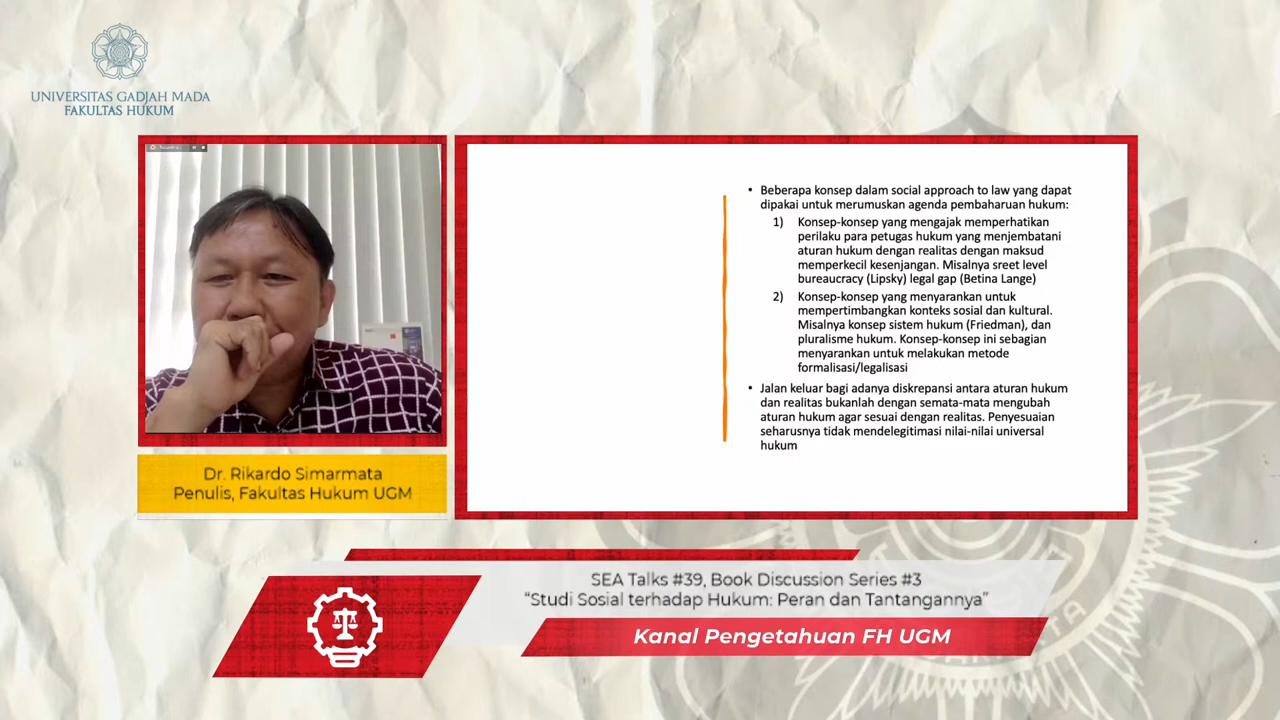 UNIVERSITAS GADJAH MADA
FAKULTAS HUKUM
Beberapa konsep dalam social approach to law yang dapat
dipakai untuk merumuskan agenda pembaharuan hukum:
1) Konsep-konsep yang mengajak memperhatikan
perilaku para petugas hukum yang menjembatani
aturan hukum dengan realitas dengan maksud
memperkecil kesenjangan. Misalnya sreet level
bureaucracy (Lipsky) legal gap (Betina Lange)
2) Konsep-konsep yang menyarankan untuk
mempertimbangkan konteks sosial dan kultural.
Misalnya konsep sistem hukum (Friedman), dan
pluralisme hukum. Konsep-konsep ini sebagian
menyarankan untuk melakukan metode
formalisasi/legalisasi
Jalan keluar bagi adanya diskrepansi antara aturan hukum
dan realitas bukanlah dengan semata-mata mengubah
aturan hukum agar sesuai dengan realitas. Penyesuaian
seharusnya tidak mendelegitimasi nilai-nilai universal
hukum
Dr. Rikardo Simarmata
Penulis, Fakultas Hukum UGM
SEA Talks #39, Book Discussion Series #3
“Studi Sosial terhadap Hukum: Peran dan Tantangannya”
Kanal Pengetahuan FH UGM